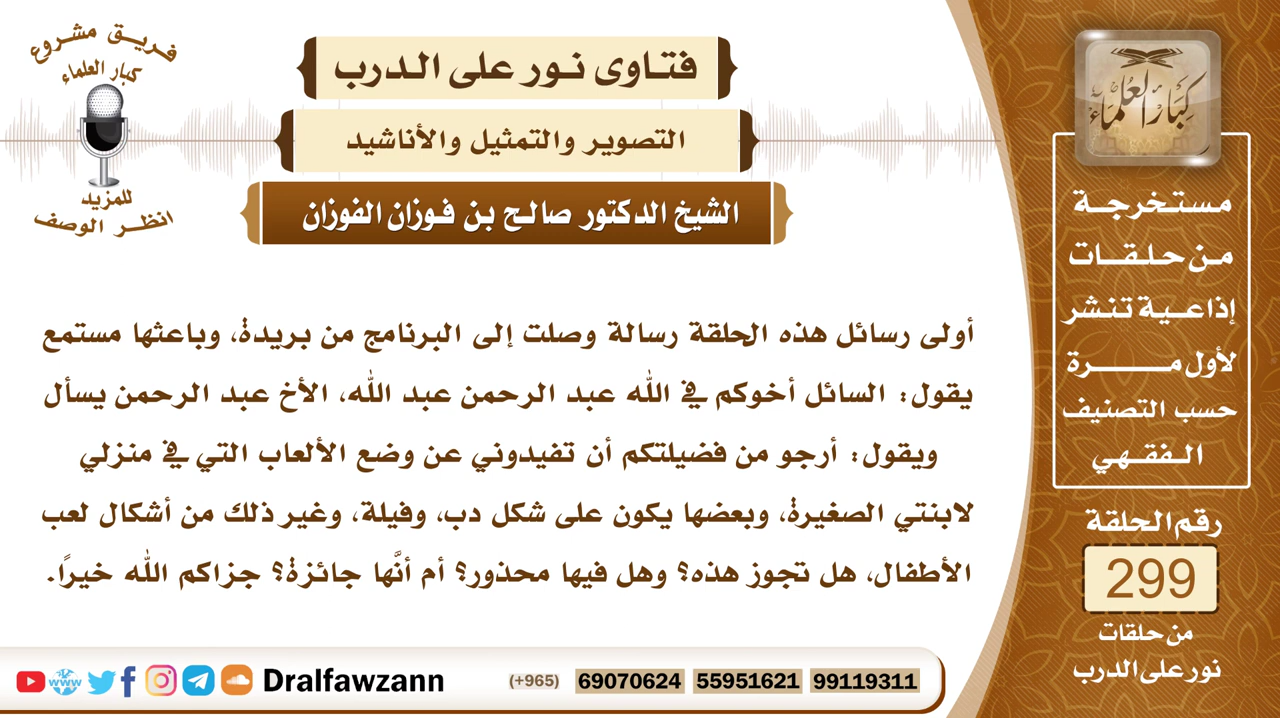 فريق مشروع
كبار العلماء
للمزيد
انظر الوصف
فتاوى نور على الدرب
التصوير والتمثيل والأناشيد
الشيخ الدكتور صالح بن فوزان الفوزان
أولى رسائل هذه الحلقة رسالة وصلت إلى البرنامج من بريدة، وباعثها مستمع
يقول: السائل أخوكم في الله عبد الرحمن عبد الله، الأخ عبد الرحمن يسأل
ويقول: أرجو من فضيلتكم أن تفيدوني عن وضع الألعاب التي في منزلي
لابنتي الصغيرة، وبعضها يكون على شكل دب، وفيلة، وغير ذلك من أشكال لعب
الأطفال، هل تجوز هذه؟ وهل فيها محذور؟ أم أنَّها جائزة؟ جزاكم الله خيرًا.
كبار العلماء
مستخرجة
من حلقات
إذاعية تنشر
لأول مرة
حسب التصنيف
الفقهي
رقم الحلقة
299
من حلقات
نور على الدرب
www Dralfawzann (+965) 69070624 55951621 99119311